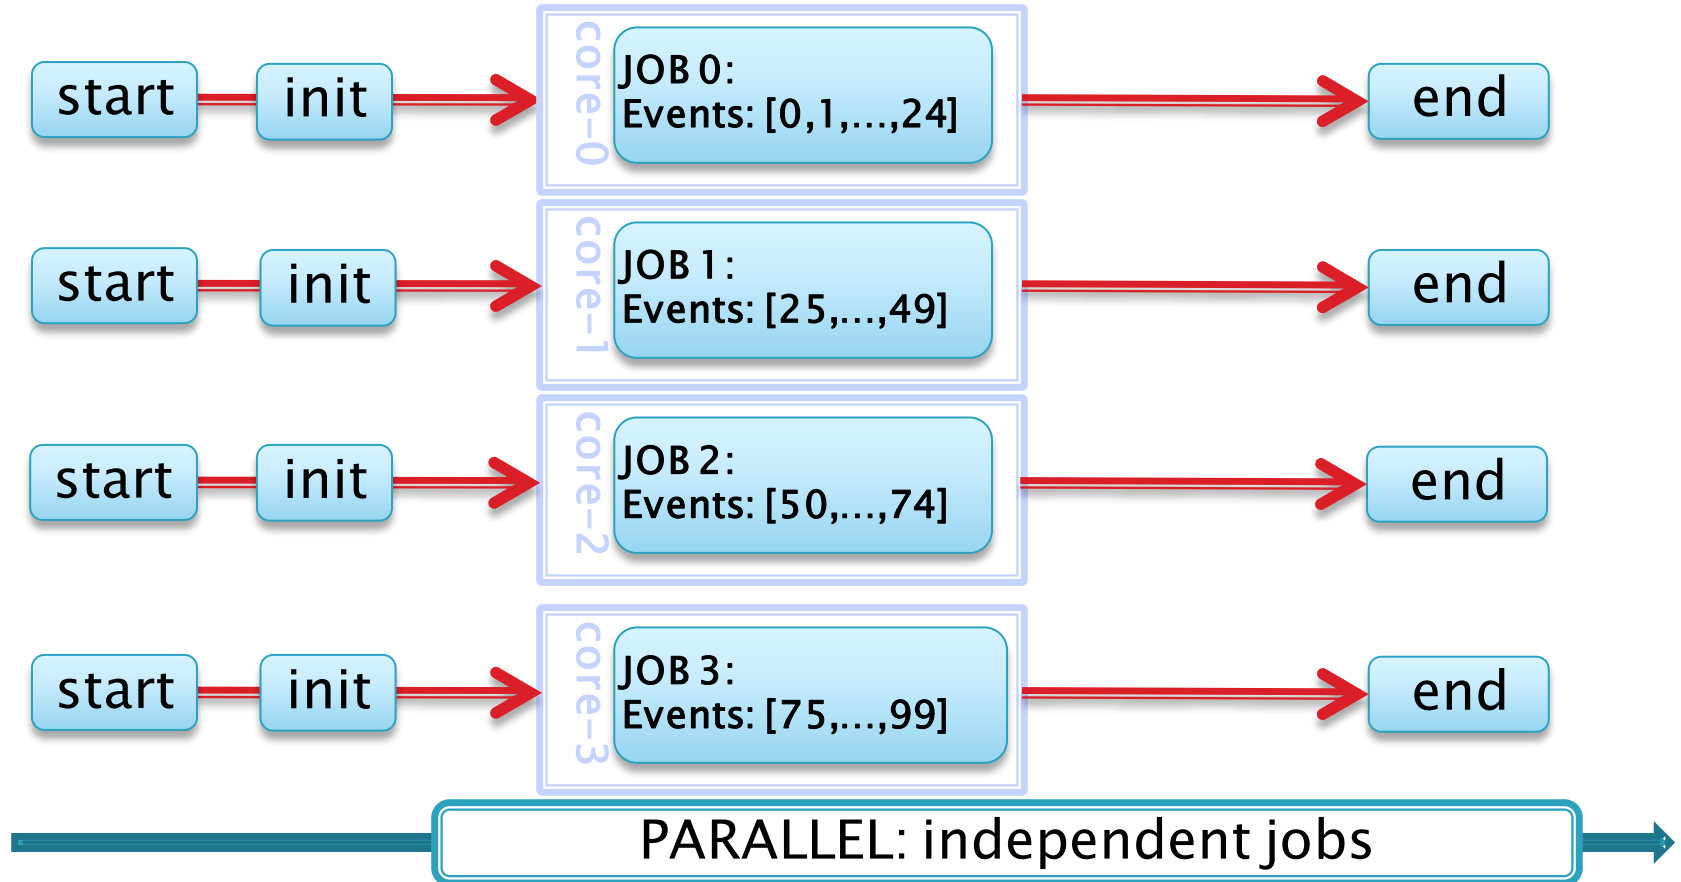 start
init
core-0
JOB 0:
Events: [0,1,...,24]
end
start
init
core-1
JOB 1:
Events: [25,...,49]
end
start
init
core-2
JOB 2:
Events: [50,...,74]
end
start
init
core-3
JOB 3:
Events: [75,...,99]
end
PARALLEL: independent jobs